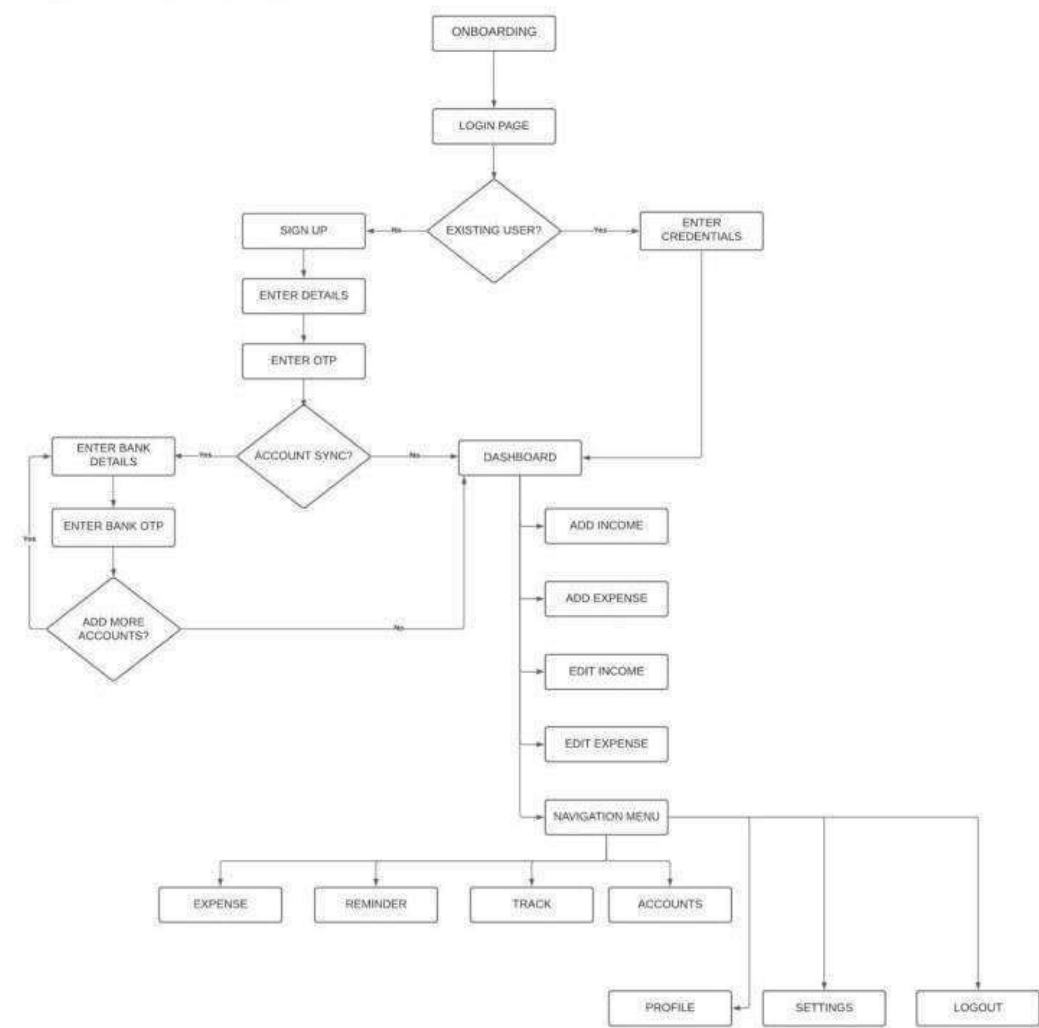 ONBOARDING
LOGIN PAGE
EXISTING USER?
No
Yes
SIGN UP
ENTER
CREDENTIALS
ENTER DETAILS
ENTER OTP
ACCOUNT SYNC?
Yes
No
ENTER BANK
DETAILS
DASHBOARD
ENTER BANK OTP
Yes
ADD MORE
ACCOUNTS?
No
ADD INCOME
ADD EXPENSE
EDIT INCOME
EDIT EXPENSE
NAVIGATION MENU
EXPENSE
REMINDER
TRACK
ACCOUNTS
PROFILE
SETTINGS
LOGOUT